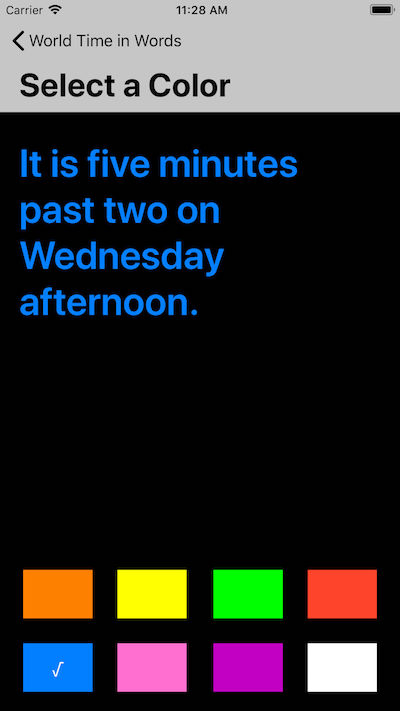 Carrier 11:28 AM
World Time in Words
Select a Color
It is five minutes
past two on
Wednesday
afternoon.
√